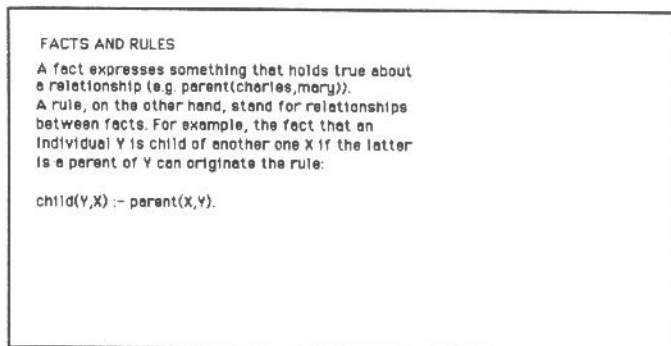 FACTS AND RULES
A fact expresses something that holds true about
a relationship (e.g. parent(charles,mary)).
A rule, on the other hand, stand for relationships
between facts. For example, the fact that an
individual Y is child of another one X if the latter
is a parent of Y can originate the rule:
child(Y,X) :- parent(X,Y).